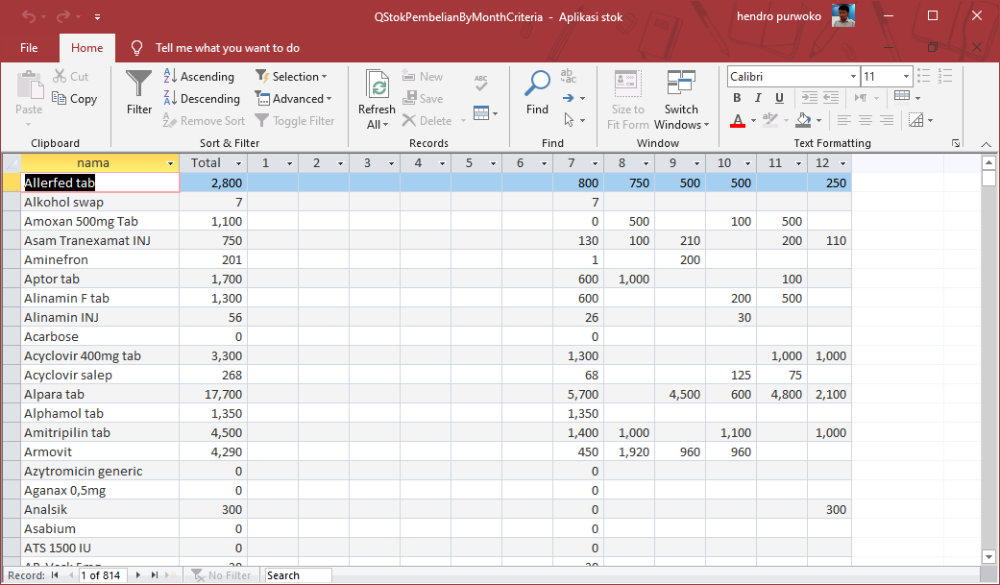 QStokPembelianByMonthCriteria - Aplikasi stok
hendro purwoko
File Home Tell me what you want to do
Paste Cut Copy Clipboard
Filter Ascending Descending Remove Sort Selection Advanced Toggle Filter Sort & Filter
Refresh All New Save Delete Records
Find Find
Size to Fit Form Switch Windows Window
Calibri 11 B I U A Text Formatting
nama Total 1 2 3 4 5 6 7 8 9 10 11 12
Allerfed tab 2,800 800 750 500 500 250
Alkohol swap 7 7
Amoxan 500mg Tab 1,100 0 500 100 500
Asam Tranexamat INJ 750 130 100 210 200 110
Aminefron 201 1 200
Aptor tab 1,700 600 1,000 100
Alinamin F tab 1,300 600 200 500
Alinamin INJ 56 26 30
Acarbose 0 0
Acyclovir 400mg tab 3,300 1,300 1,000 1,000
Acyclovir salep 268 68 125 75
Alpara tab 17,700 5,700 4,500 600 4,800 2,100
Alphamol tab 1,350 1,350
Amitripilin tab 4,500 1,400 1,000 1,100 1,000
Armovit 4,290 450 1,920 960 960
Azytromicin generic 0 0
Aganax 0,5mg 0 0
Analsik 300 0 300
Asabium 0 0
ATS 1500 IU 0 0
Record: 1 of 814 No Filter Search